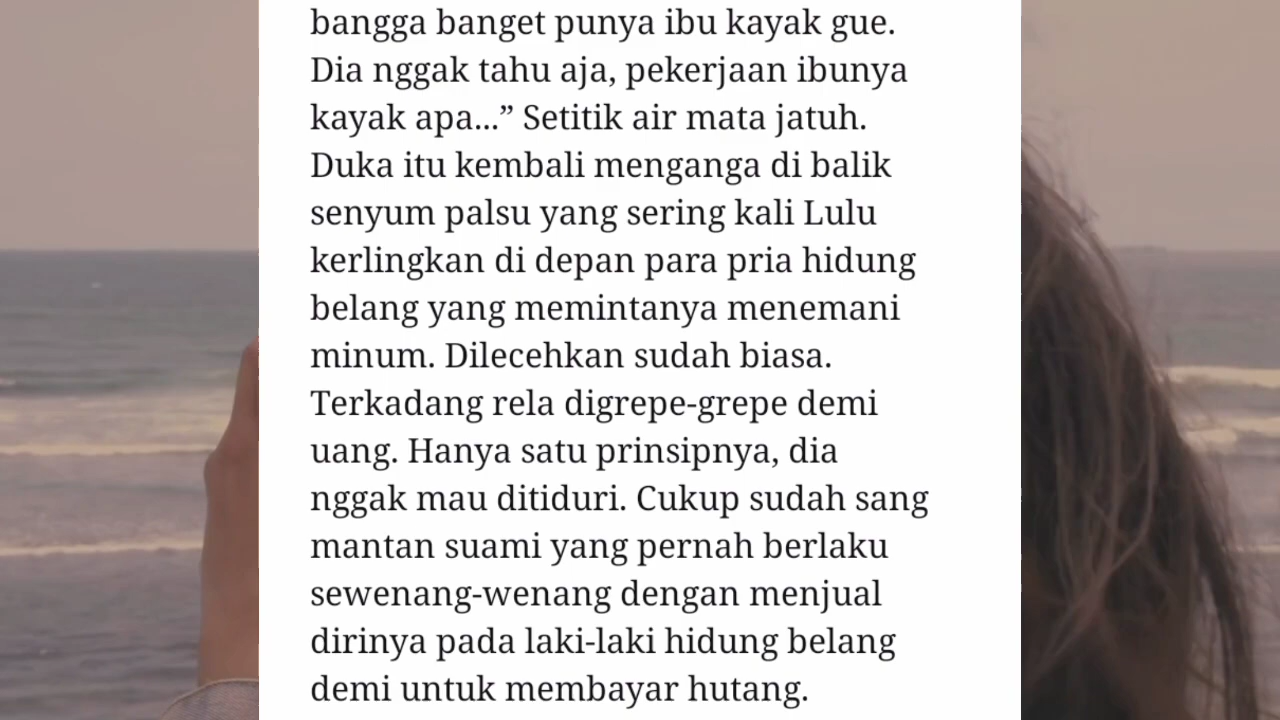 bangga banget punya ibu kayak gue.
Dia nggak tahu aja, pekerjaan ibunya
kayak apa...” Setitik air mata jatuh.
Duka itu kembali menganga di balik
senyum palsu yang sering kali Lulu
kerlingkan di depan para pria hidung
belang yang memintanya menemani
minum. Dilecehkan sudah biasa.
Terkadang rela digrepe-grepe demi
uang. Hanya satu prinsipnya, dia
nggak mau ditiduri. Cukup sudah sang
mantan suami yang pernah berlaku
sewenang-wenang dengan menjual
dirinya pada laki-laki hidung belang
demi untuk membayar hutang.